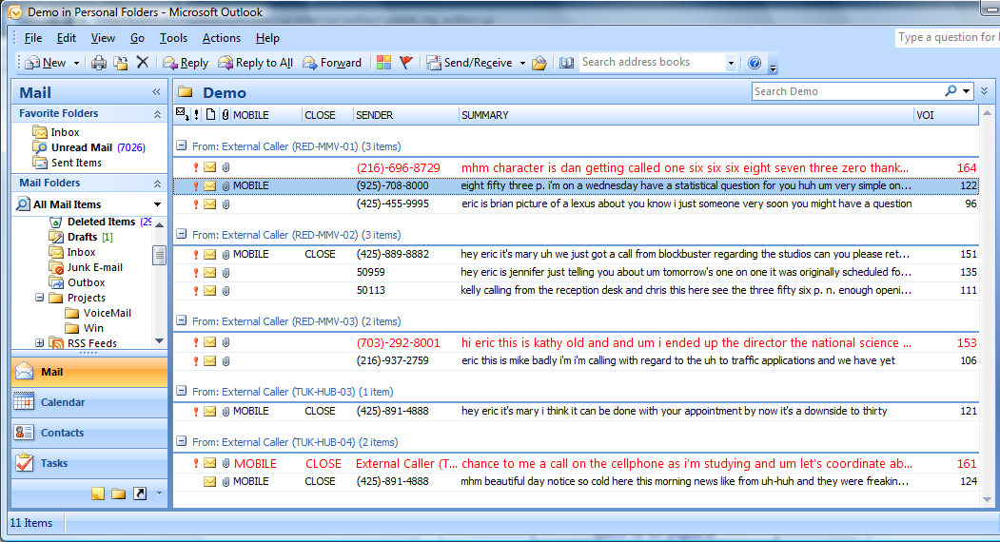 Demo in Personal Folders - Microsoft Outlook
File Edit View Go Tools Actions Help
Type a question for
New Reply Reply to All Forward Send/Receive Search address books
Mail «
Favorite Folders
Inbox
Unread Mail (7026)
Sent Items
Mail Folders
All Mail Items
Deleted Items (29
Drafts [1]
Inbox
Junk E-mail
Outbox
Projects
VoiceMail
Win
RSS Feeds
Mail
Calendar
Contacts
Tasks
Demo Search Demo
MOBILE CLOSE SENDER SUMMARY VOI
From: External Caller (RED-MMV-01) (3 items)
(216)-696-8729 mhm character is dan getting called one six six six eight seven three zero thank... 164
MOBILE (925)-708-8000 eight fifty three p. i'm on a wednesday have a statistical question for you huh um very simple on... 122
(425)-455-9995 eric is brian picture of a lexus about you know i just someone very soon you might have a question 96
From: External Caller (RED-MMV-02) (3 items)
MOBILE CLOSE (425)-889-8882 hey eric it's mary uh we just got a call from blockbuster regarding the studios can you please ret... 151
50959 hey eric is jennifer just telling you about um tomorrow's one on one it was originally scheduled fo... 135
50113 kelly calling from the reception desk and chris this here see the three fifty six p. n. enough openi... 111
From: External Caller (RED-MMV-03) (2 items)
(703)-292-8001 hi eric this is kathy old and and um i ended up the director the national science ... 153
(216)-937-2759 eric this is mike badly i'm i'm calling with regard to the uh to traffic applications and we have yet 106
From: External Caller (TUK-HUB-03) (1 item)
MOBILE CLOSE (425)-891-4888 hey eric it's mary i think it can be done with your appointment by now it's a downside to thirty 121
From: External Caller (TUK-HUB-04) (2 items)
MOBILE CLOSE External Caller (T... chance to me a call on the cellphone as i'm studying and um let's coordinate ab... 161
MOBILE CLOSE (425)-891-4888 mhm beautiful day notice so cold here this morning news like from uh-huh and they were freakin... 124
11 Items